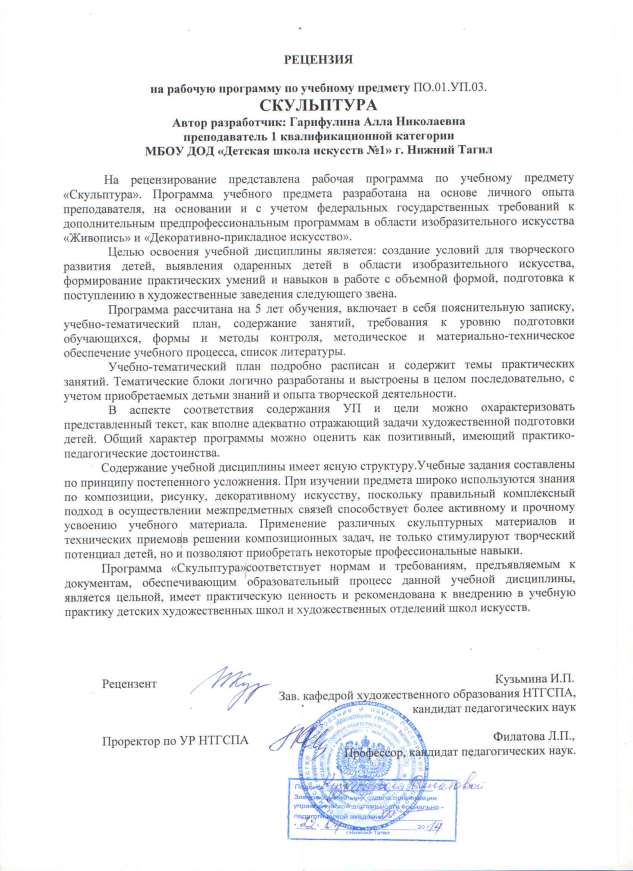 РЕЦЕНЗИЯ
на рабочую программу по учебному предмету ПО.01.УП.03.
СКУЛЬПТУРА
Автор разработчик: Гарифулина Алла Николаевна
преподаватель 1 квалификационной категории
МБОУ ДОД «Детская школа искусств №1» г. Нижний Тагил
На рецензирование представлена рабочая программа по учебному предмету
«Скульптура». Программа учебного предмета разработана на основе личного опыта
преподавателя, на основании и с учетом федеральных государственных требований к
дополнительным предпрофессиональным программам в области изобразительного искусства
«Живопись» и «Декоративно-прикладное искусство».
Целью освоения учебной дисциплины является: создание условий для творческого
развития детей, выявления одаренных детей в области изобразительного искусства,
формирование практических умений и навыков в работе с объемной формой, подготовка к
поступлению в художественные заведения следующего звена.
Программа рассчитана на 5 лет обучения, включает в себя пояснительную записку,
учебно-тематический план, содержание занятий, требования к уровню подготовки
обучающихся, формы и методы контроля, методическое и материально-техническое
обеспечение учебного процесса, список литературы.
Учебно-тематический план подробно расписан и содержит темы практических
занятий. Тематические блоки логично разработаны и выстроены в целом последовательно, с
учетом приобретаемых детьми знаний и опыта творческой деятельности.
В аспекте соответствия содержания УП и цели можно охарактеризовать
представленный текст, как вполне адекватно отражающий задачи художественной подготовки
детей. Общий характер программы можно оценить как позитивный, имеющий практико-
педагогические достоинства.
Содержание учебной дисциплины имеет ясную структуру.Учебные задания составлены
по принципу постепенного усложнения. При изучении предмета широко используются знания
по композиции, рисунку, декоративному искусству, поскольку правильный комплексный
подход в осуществлении межпредметных связей способствует более активному и прочному
усвоению учебного материала. Применение различных скульптурных материалов и
технических приемовв решении композиционных задач, не только стимулируют творческий
потенциал детей, но и позволяют приобретать некоторые профессиональные навыки.
Программа «Скульптура»соответствует нормам и требованиям, предъявляемым к
документам, обеспечивающим образовательный процесс данной учебной дисциплины,
является цельной, имеет практическую ценность и рекомендована к внедрению в учебную
практику детских художественных школ и художественных отделений школ искусств.
Рецензент
Кузьмина И.П.
Зав. кафедрой художественного образования НТГСПА,
кандидат педагогических наук
Проректор по УР НТГСПА
Филатова Л.П.,
Профессор, кандидат педагогических наук.